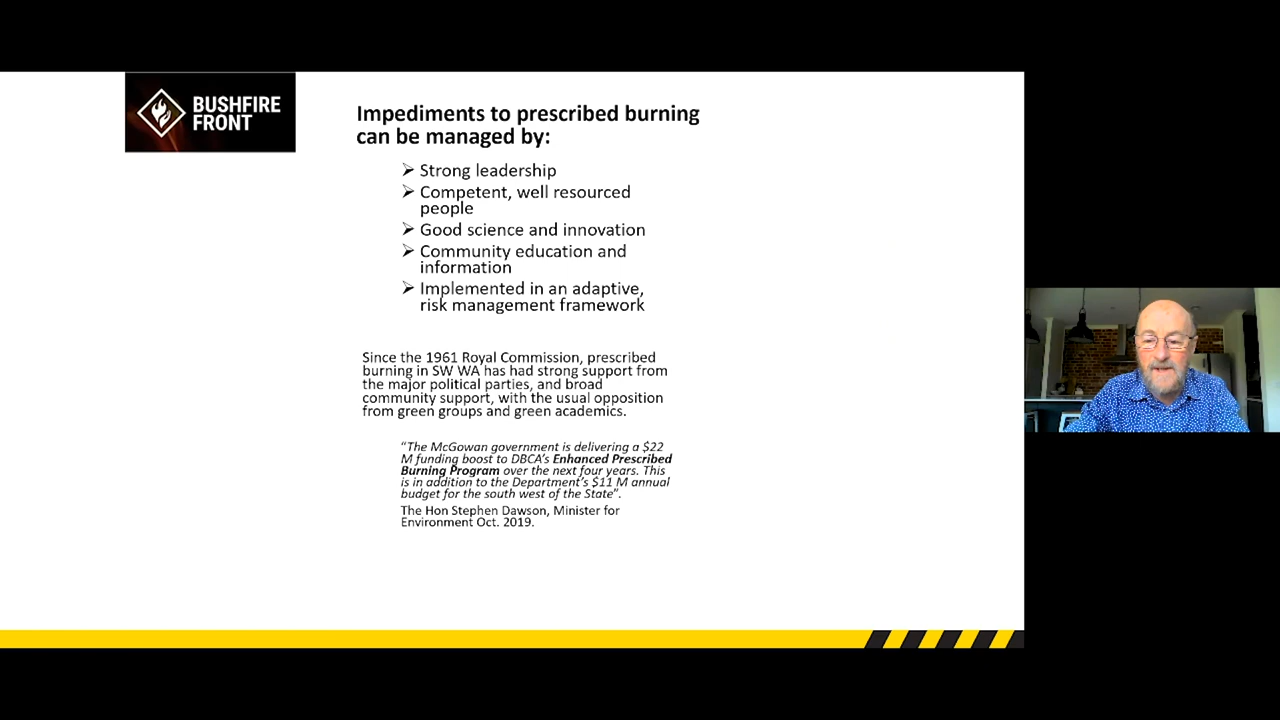 BUSHFIRE
FRONT
Impediments to prescribed burning
can be managed by:
➢ Strong leadership
➢ Competent, well resourced
people
➢ Good science and innovation
➢ Community education and
information
➢ Implemented in an adaptive,
risk management framework
Since the 1961 Royal Commission, prescribed
burning in SW WA has had strong support from
the major political parties, and broad
community support, with the usual opposition
from green groups and green academics.
“The McGowan government is delivering a $22
M funding boost to DBCA’s Enhanced Prescribed
Burning Program over the next four years. This
is in addition to the Department’s $11 M annual
budget for the south west of the State”.
The Hon Stephen Dawson, Minister for
Environment Oct. 2019.